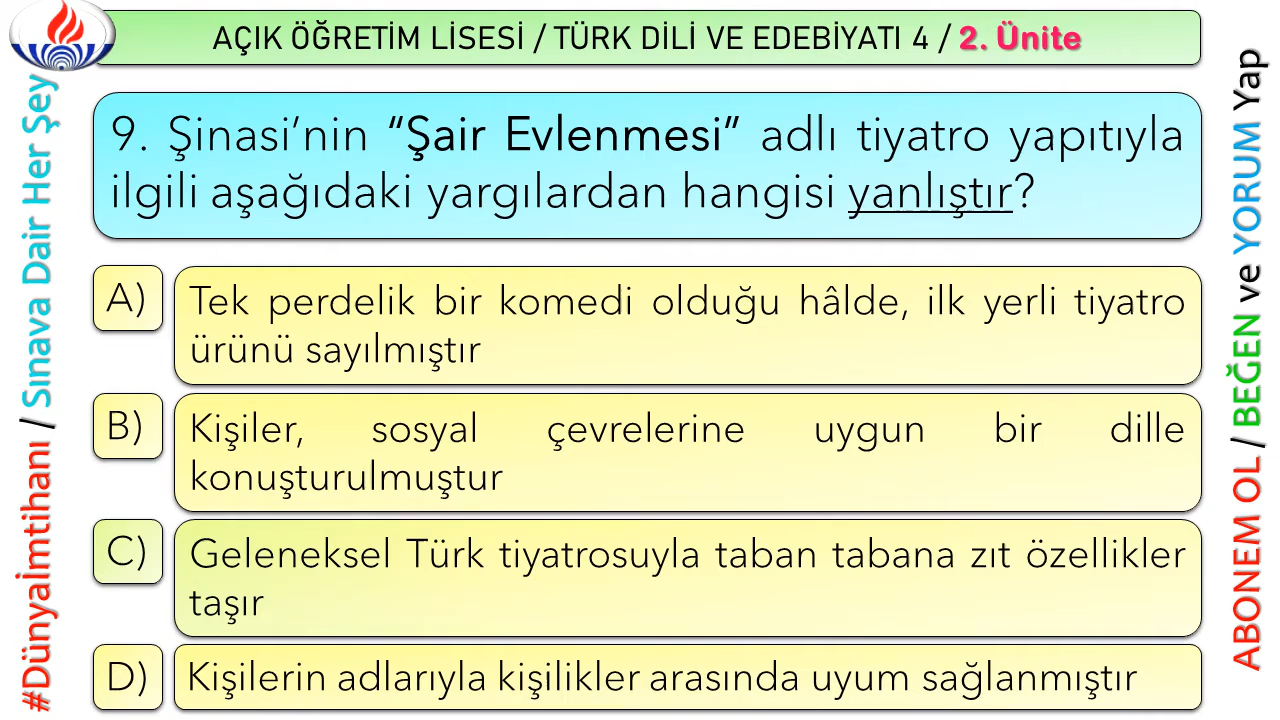 AÇIK ÖĞRETİM LİSESİ / TÜRK DİLİ VE EDEBİYATI 4 / 2. Ünite
#Dünyaİmtihanı / Sınava Dair Her Şey
9. Şinasi’nin “Şair Evlenmesi” adlı tiyatro yapıtıyla
ilgili aşağıdaki yargılardan hangisi yanlıştır?
A) Tek perdelik bir komedi olduğu hâlde, ilk yerli tiyatro
ürünü sayılmıştır
B) Kişiler, sosyal çevrelerine uygun bir dille
konuşturulmuştur
C) Geleneksel Türk tiyatrosuyla taban tabana zıt özellikler
taşır
D) Kişilerin adlarıyla kişilikler arasında uyum sağlanmıştır
ABONEM OL / BEĞEN ve YORUM Yap